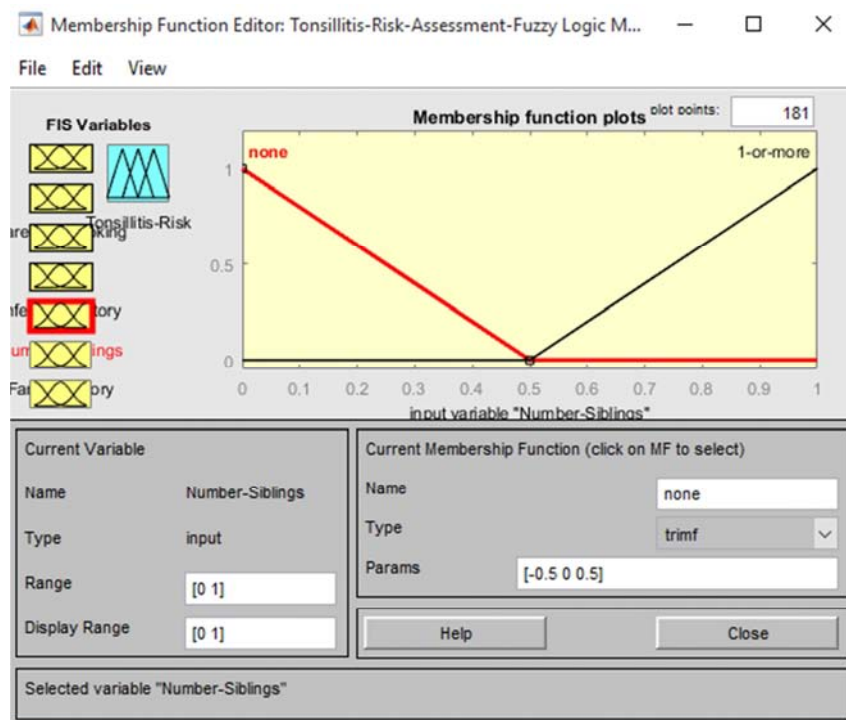 Membership Function Editor: Tonsillitis-Risk-Assessment-Fuzzy Logic M...
File Edit View
FIS Variables
Membership function plots
plot points:
181
none
1-or-more
Tonsillitis-Risk
1
0.5
0
0 0.1 0.2 0.3 0.4 0.5 0.6 0.7 0.8 0.9 1
input variable "Number-Siblings"
Current Variable
Name Number-Siblings
Type input
Range [0 1]
Display Range [0 1]
Current Membership Function (click on MF to select)
Name none
Type trimf
Params [-0.5 0 0.5]
Help Close
Selected variable "Number-Siblings"